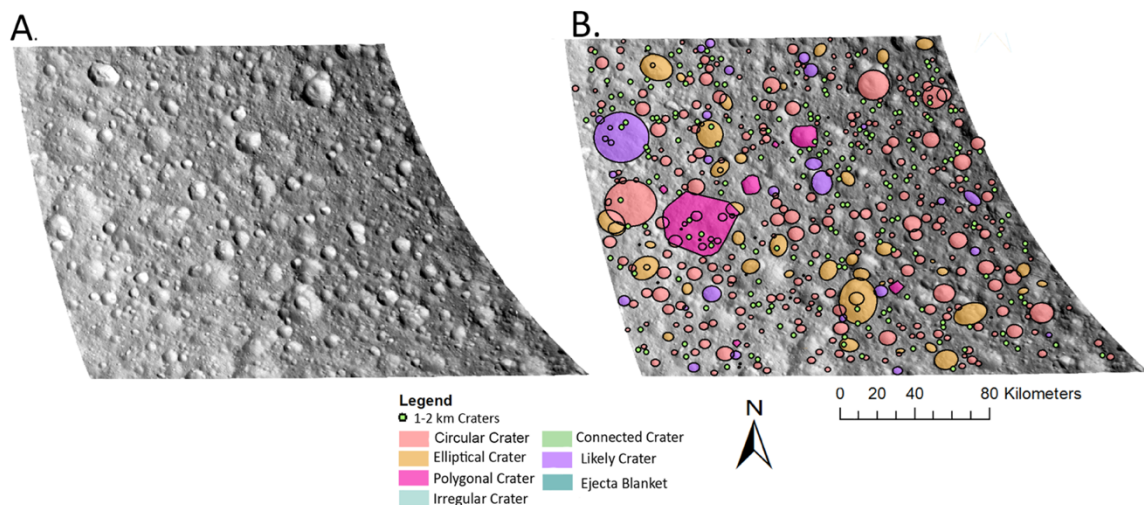 A.
B.
0 20 40 80 Kilometers
Legend
1-2 km Craters
Circular Crater
Elliptical Crater
Polygonal Crater
Irregular Crater
Connected Crater
Likely Crater
Ejecta Blanket
N